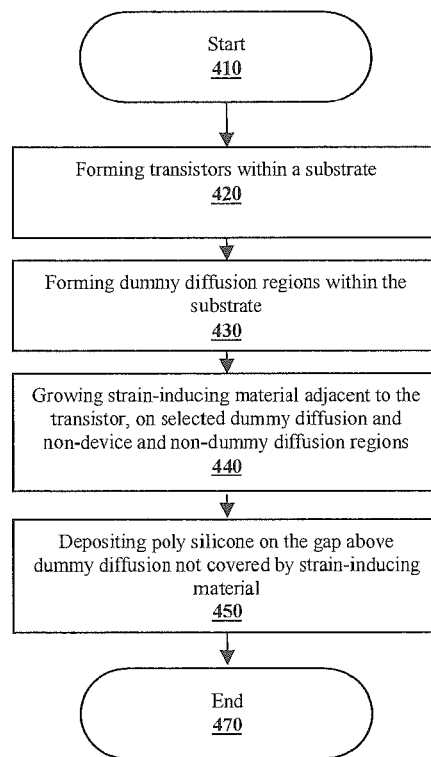 Start
410
Forming transistors within a substrate
420
Forming dummy diffusion regions within the
substrate
430
Growing strain-inducing material adjacent to the
transistor, on selected dummy diffusion and
non-device and non-dummy diffusion regions
440
Depositing poly silicone on the gap above
dummy diffusion not covered by strain-inducing
material
450
End
470